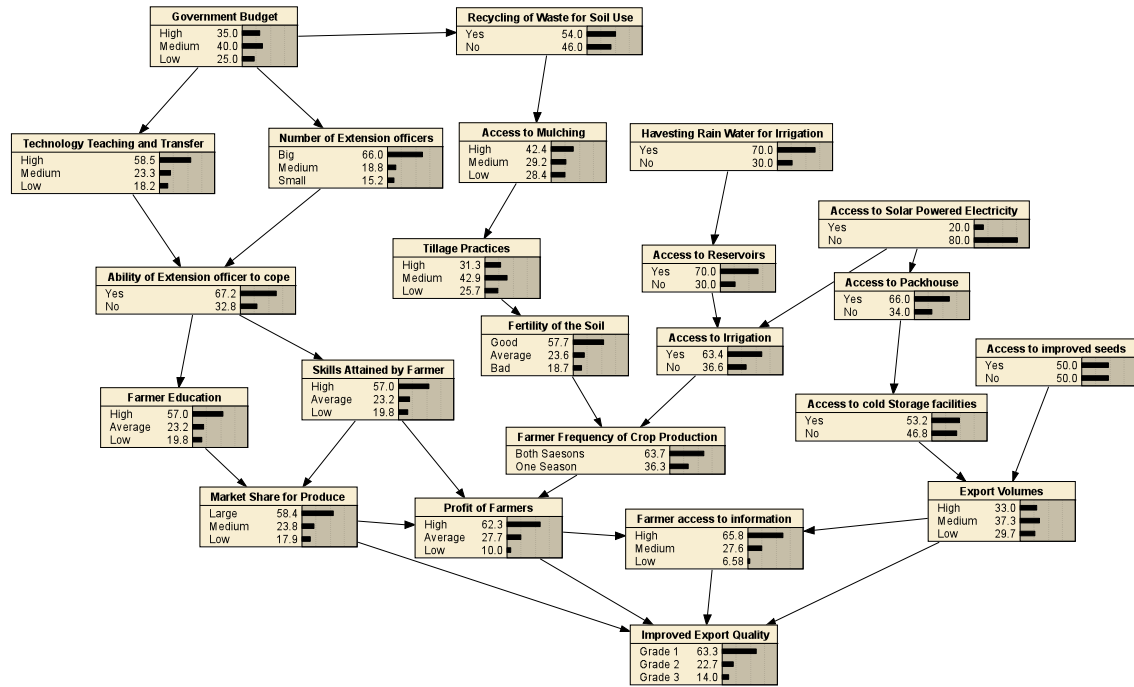 Government Budget
High 35.0
Medium 40.0
Low 25.0
Recycling of Waste for Soil Use
Yes 54.0
No 46.0
Technology Teaching and Transfer
High 58.5
Medium 23.3
Low 18.2
Number of Extension officers
Big 66.0
Medium 18.8
Small 15.2
Access to Mulching
High 42.4
Medium 29.2
Low 28.4
Havesting Rain Water for Irrigation
Yes 70.0
No 30.0
Access to Solar Powered Electricity
Yes 20.0
No 80.0
Tillage Practices
High 31.3
Medium 42.9
Low 25.7
Access to Reservoirs
Yes 70.0
No 30.0
Ability of Extension officer to cope
Yes 67.2
No 32.8
Access to Packhouse
Yes 66.0
No 34.0
Fertility of the Soil
Good 57.7
Average 23.6
Bad 18.7
Access to Irrigation
Yes 63.4
No 36.6
Access to improved seeds
Yes 50.0
No 50.0
Skills Attained by Farmer
High 57.0
Average 23.2
Low 19.8
Farmer Education
High 57.0
Average 23.2
Low 19.8
Access to cold Storage facilities
Yes 53.2
No 46.8
Farmer Frequency of Crop Production
Both Saesons 63.7
One Season 36.3
Market Share for Produce
Large 58.4
Medium 23.8
Low 17.9
Profit of Farmers
High 62.3
Average 27.7
Low 10.0
Farmer access to information
High 65.8
Medium 27.6
Low 6.58
Export Volumes
High 33.0
Medium 37.3
Low 29.7
Improved Export Quality
Grade 1 63.3
Grade 2 22.7
Grade 3 14.0